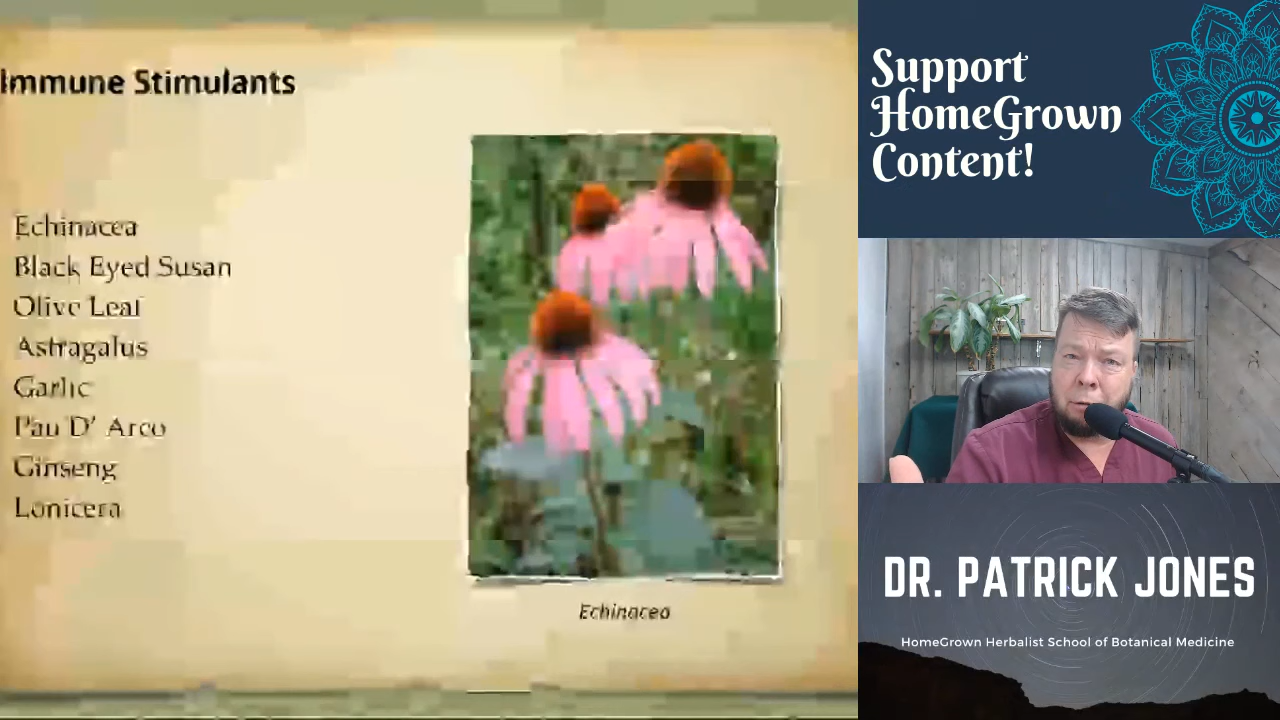 Immune Stimulants
Echinacea
Black Eyed Susan
Olive Leaf
Astragalus
Garlic
Pau D' Arco
Ginseng
Lonicera
Echinacea
Support
HomeGrown
Content!
DR. PATRICK JONES
HomeGrown Herbalist School of Botanical Medicine